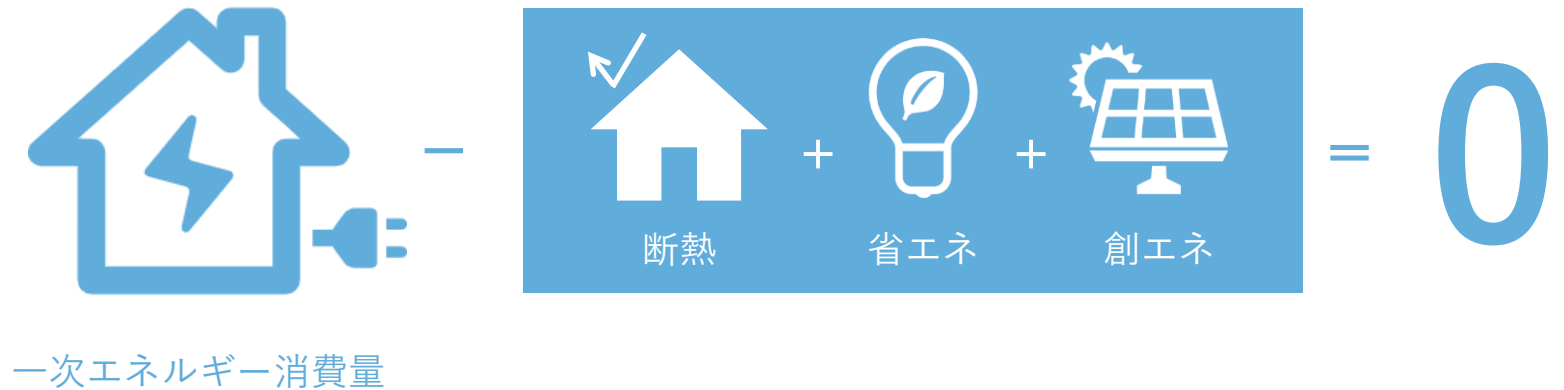 − 断熱 + 省エネ + 創エネ = 0
一次エネルギー消費量